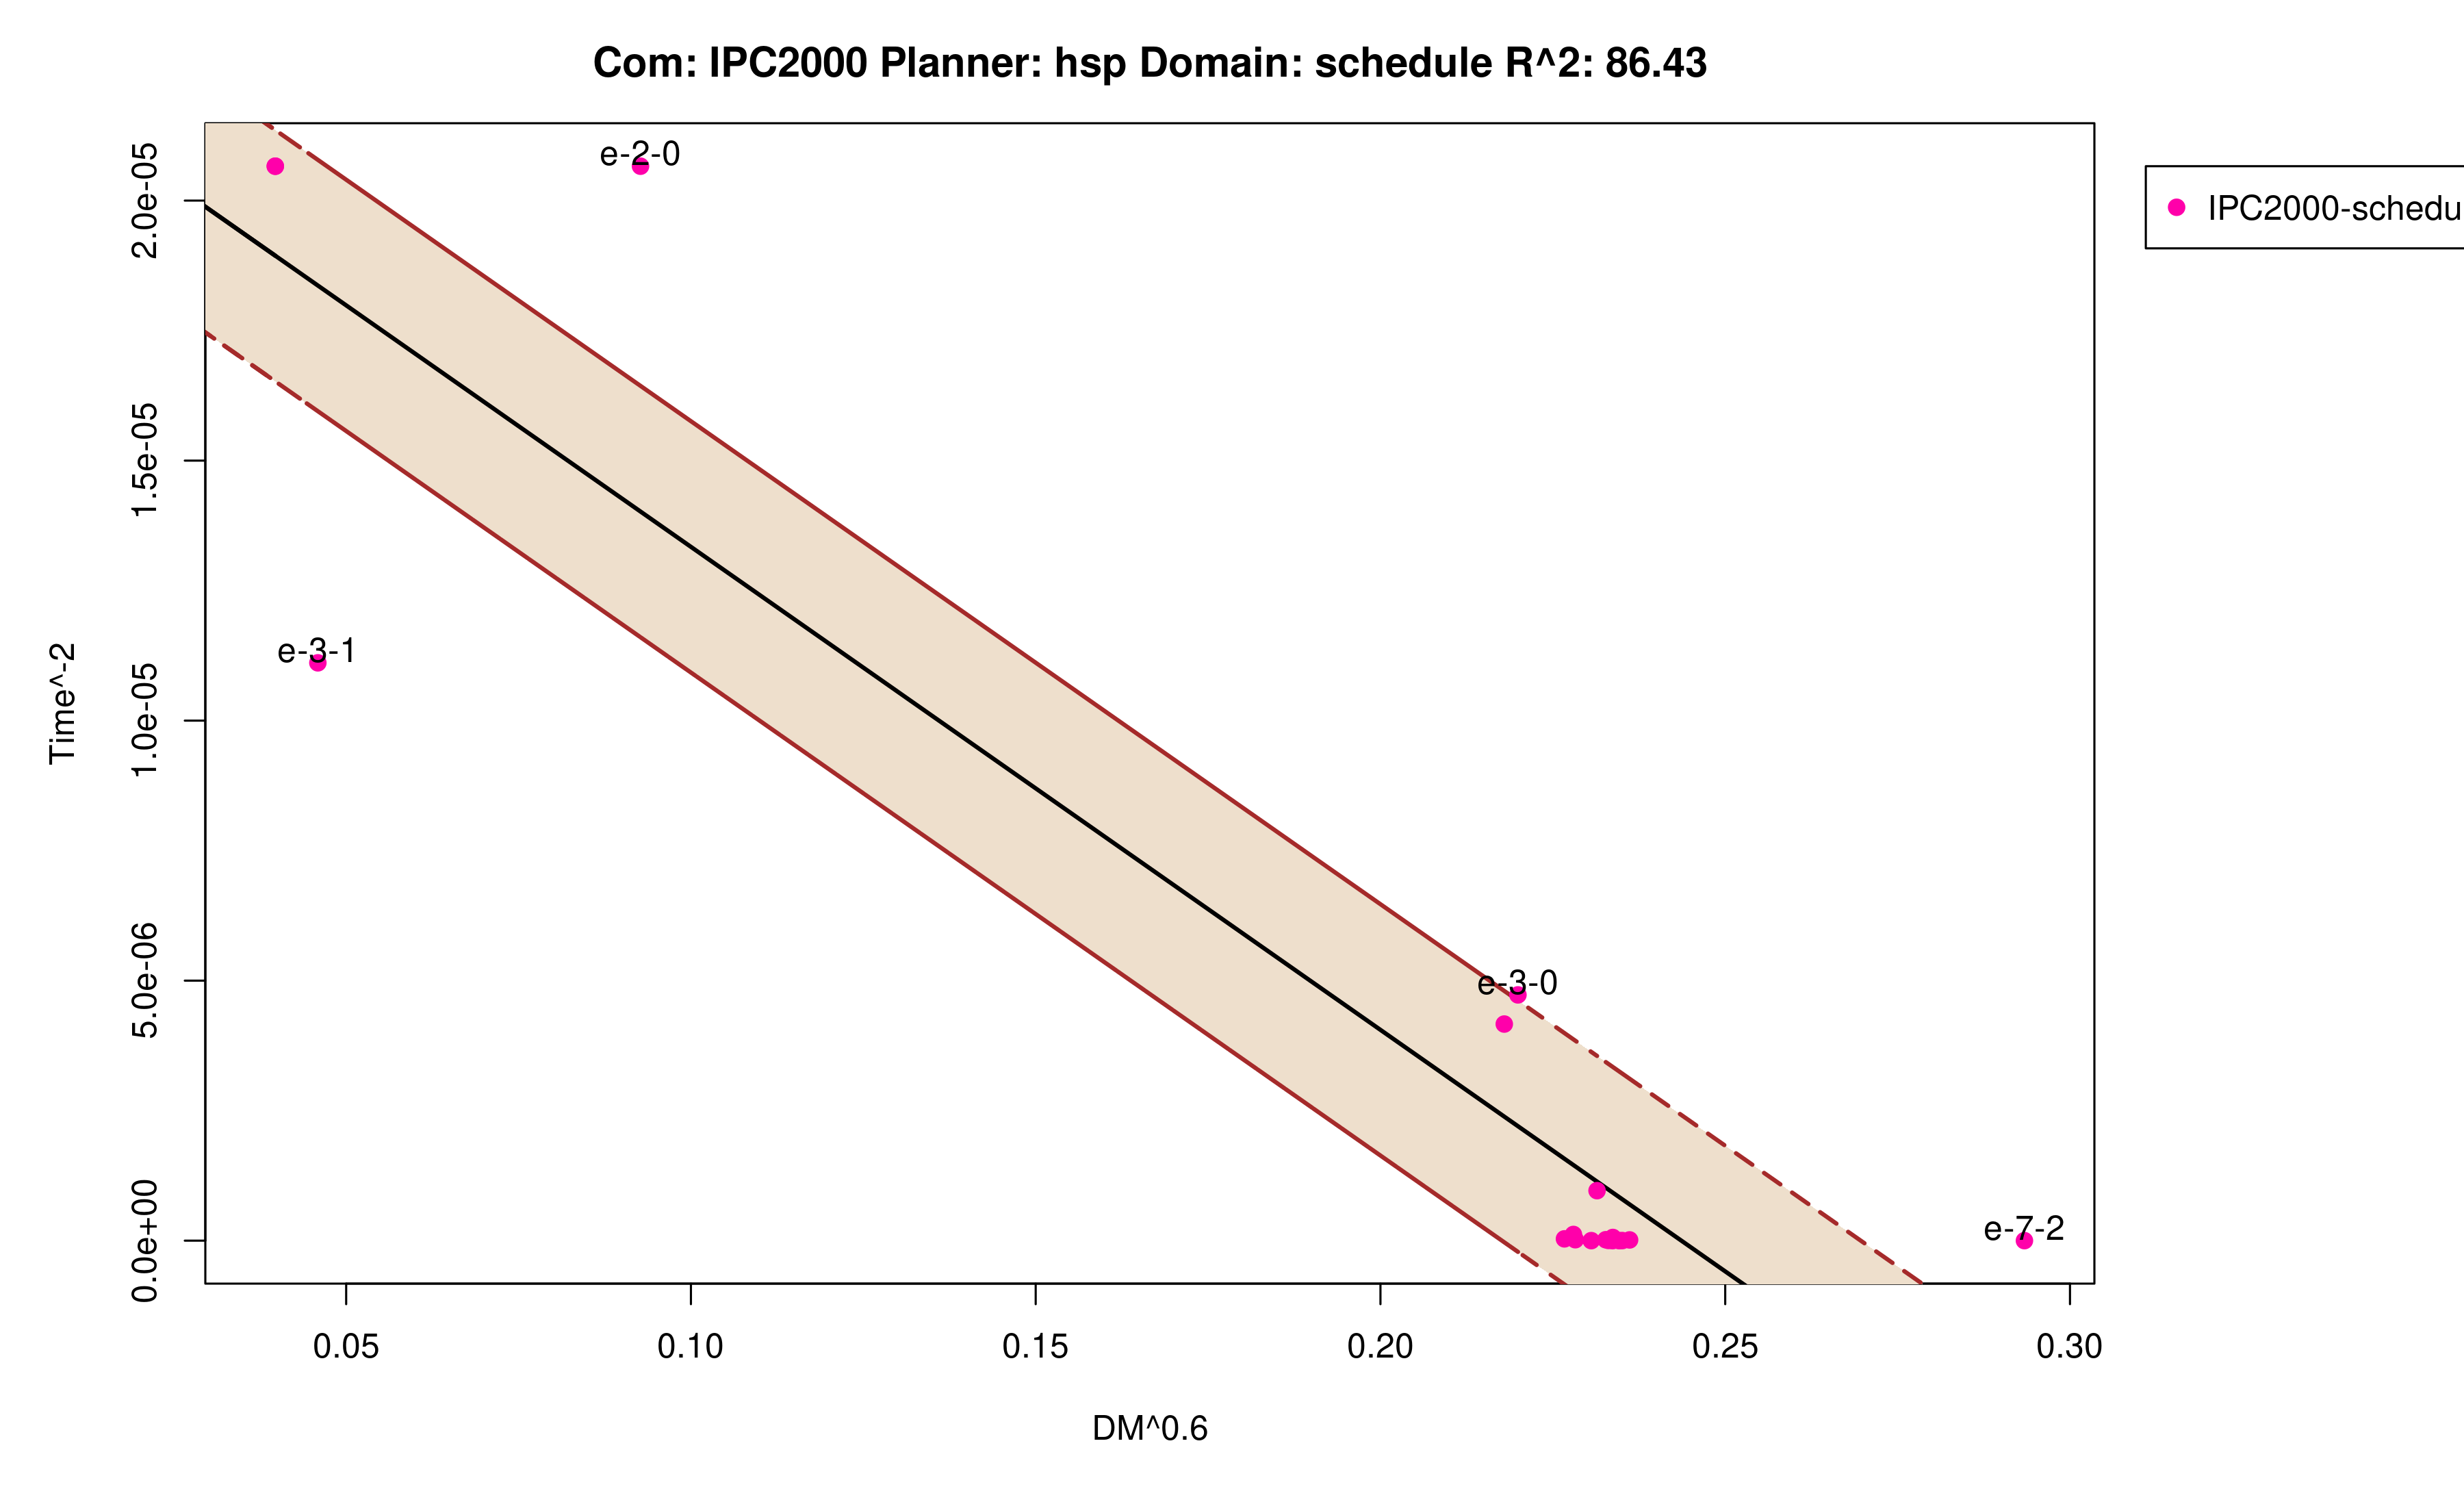 Com: IPC2000 Planner: hsp Domain: schedule R^2: 86.43
IPC2000-schedu
e-2-0
e-3-1
e-3-0
e-7-2
Time^-2
2.0e-05
1.5e-05
1.0e-05
5.0e-06
0.0e+00
0.05 0.10 0.15 0.20 0.25 0.30
DM^0.6